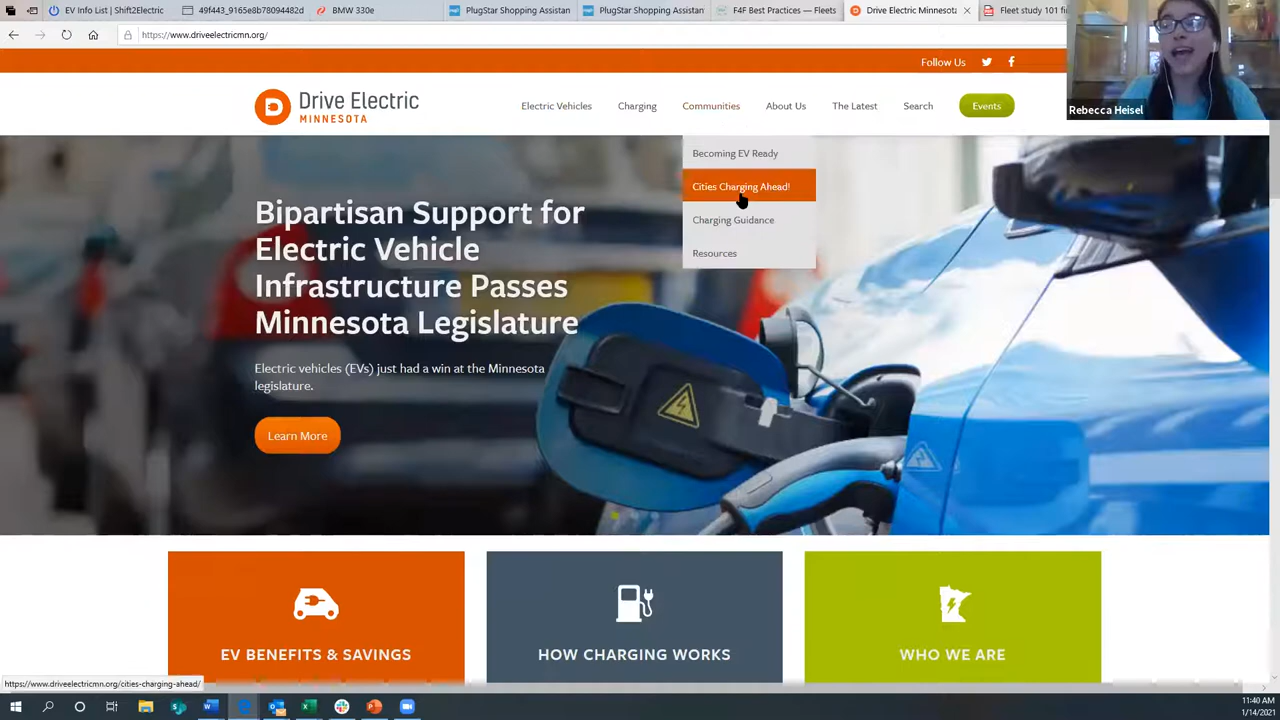 EV Info List | Shift2Electric
49f443_9165e8b78094482d
BMW 330e
PlugStar Shopping Assistan
PlugStar Shopping Assistan
F4F Best Practices — Fleets
Drive Electric Minnesota
Fleet study 101 fi
https://www.driveelectricmn.org/
Follow Us
Rebecca Heisel
Drive Electric
MINNESOTA
Electric Vehicles
Charging
Communities
About Us
The Latest
Search
Events
Becoming EV Ready
Cities Charging Ahead!
Charging Guidance
Resources
Bipartisan Support for
Electric Vehicle
Infrastructure Passes
Minnesota Legislature
Electric vehicles (EVs) just had a win at the Minnesota
legislature.
Learn More
EV BENEFITS & SAVINGS
HOW CHARGING WORKS
WHO WE ARE
https://www.driveelectricmn.org/cities-charging-ahead/
11:40 AM
1/14/2021